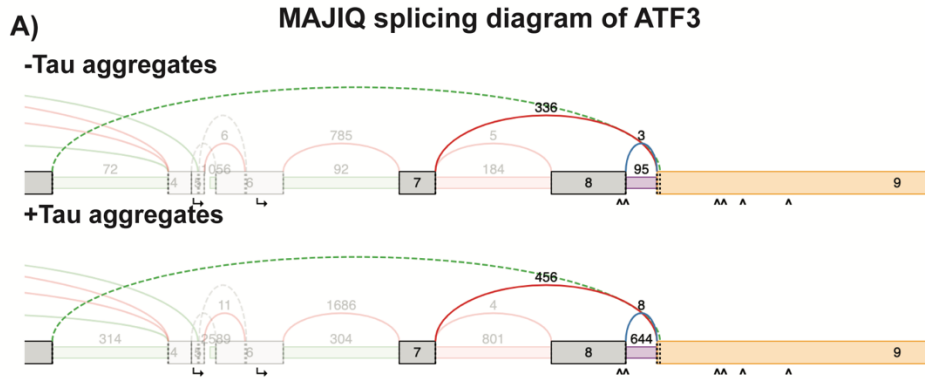 MAJIQ splicing diagram of ATF3
A)
-Tau aggregates
336
6 785 5 3
72 1056 92 184 95
4 6 7 8 9
+Tau aggregates
456
11 1686 4 8
314 2589 304 801 644
4 6 7 8 9